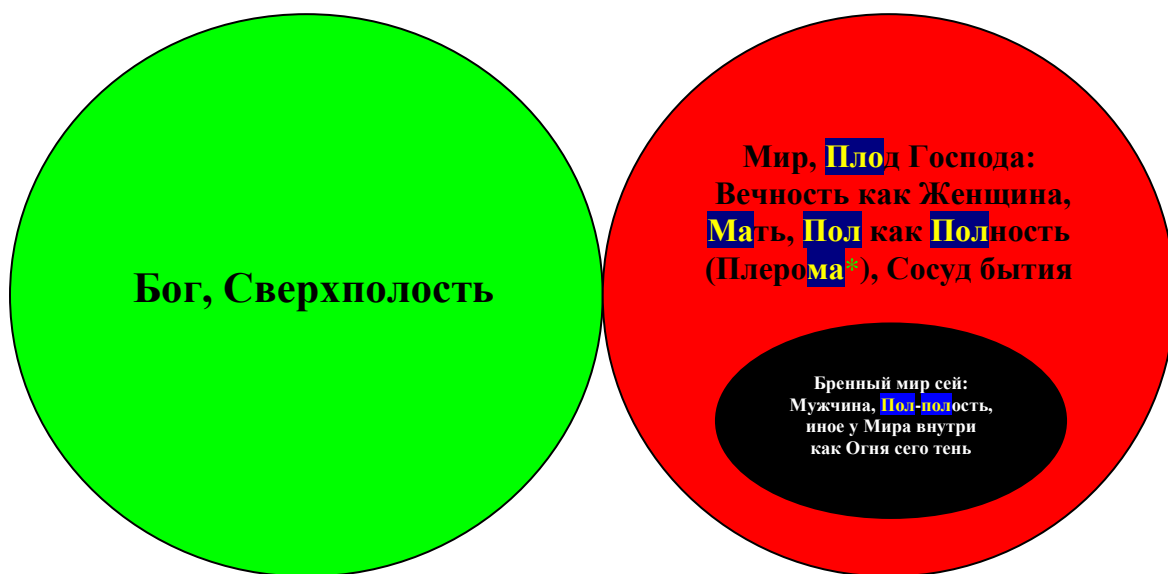 Бог, Сверхполость
Мир, Плод Господа:
Вечность как Женщина,
Мать, Пол как Полность
(Плерома*), Сосуд бытия
Бренный мир сей:
Мужчина, Пол-полость,
иное у Мира внутри
как Огня сего тень